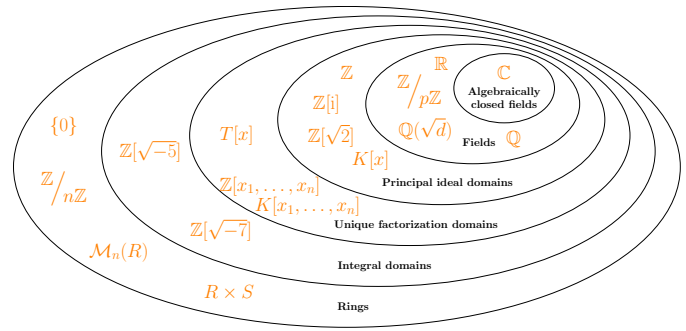 ℤ
ℝ
ℂ
Algebraically
closed fields
ℤ/pℤ
ℤ[i]
{0}
ℤ[√2]
ℚ(√d)
ℚ
T[x]
Fields
ℤ[√−5]
K[x]
Principal ideal domains
ℤ/nℤ
ℤ[x₁, …, xₙ]
K[x₁, …, xₙ]
Unique factorization domains
ℤ[√−7]
ℳₙ(R)
Integral domains
R × S
Rings